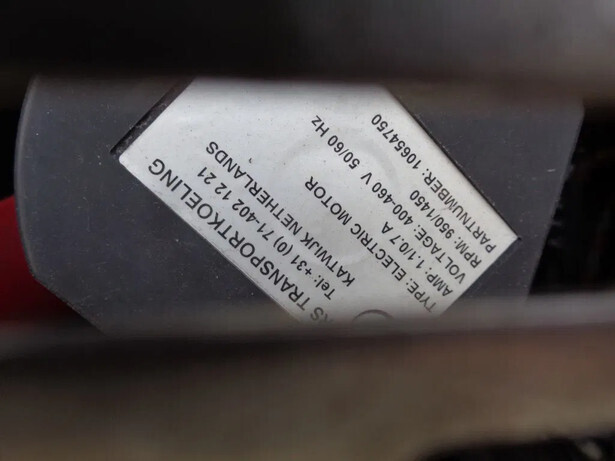 RS TRANSPORTKOELING
Tel: +31 (0) 71-402 12 21
KATWIJK NETHERLANDS
TYPE: ELECTRIC MOTOR
AMP: 1.1/0.7 A
VOLTAGE: 400-460 V 50/60 HZ
RPM: 950/1450
PARTNUMBER: 10654750